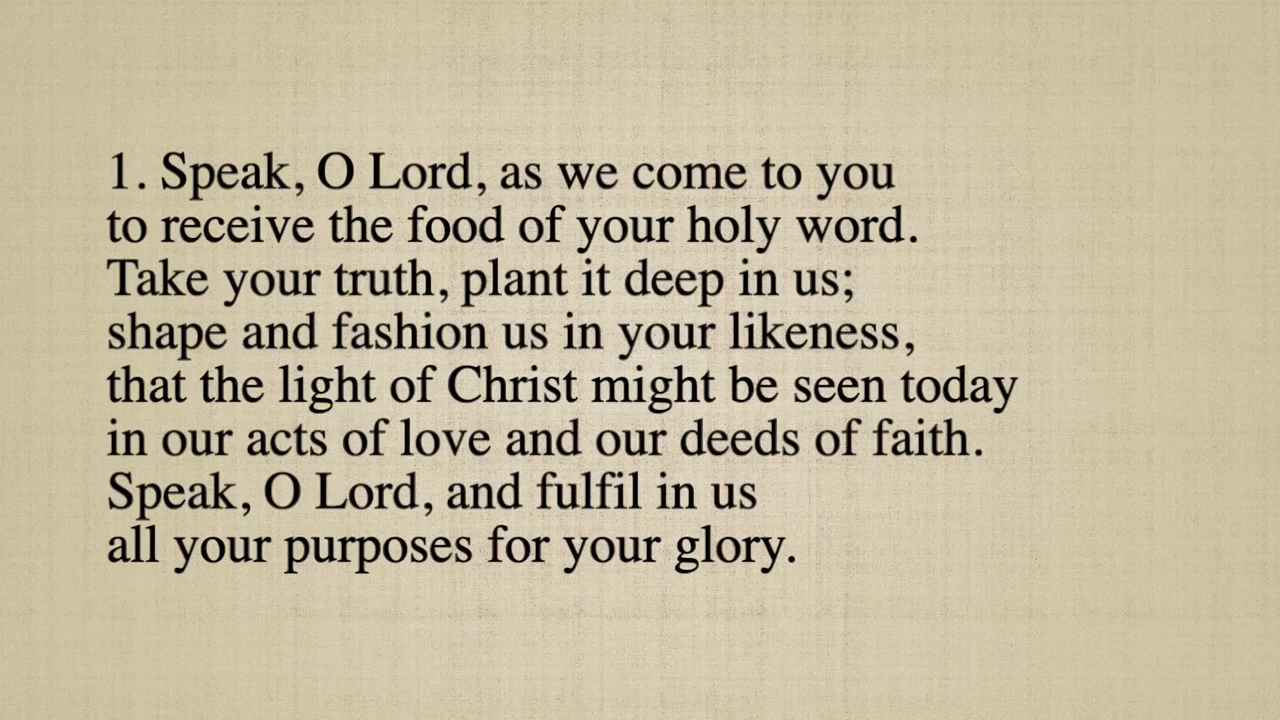 1. Speak, O Lord, as we come to you
to receive the food of your holy word.
Take your truth, plant it deep in us;
shape and fashion us in your likeness,
that the light of Christ might be seen today
in our acts of love and our deeds of faith.
Speak, O Lord, and fulfil in us
all your purposes for your glory.